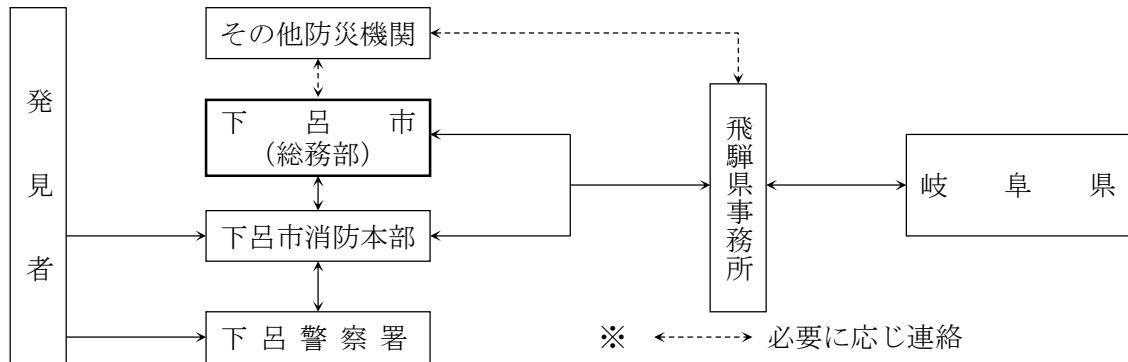 発見者
その他防災機関
下呂市
（総務部）
下呂市消防本部
下呂警察署
飛騨県事務所
岐阜県
※ 必要に応じ連絡